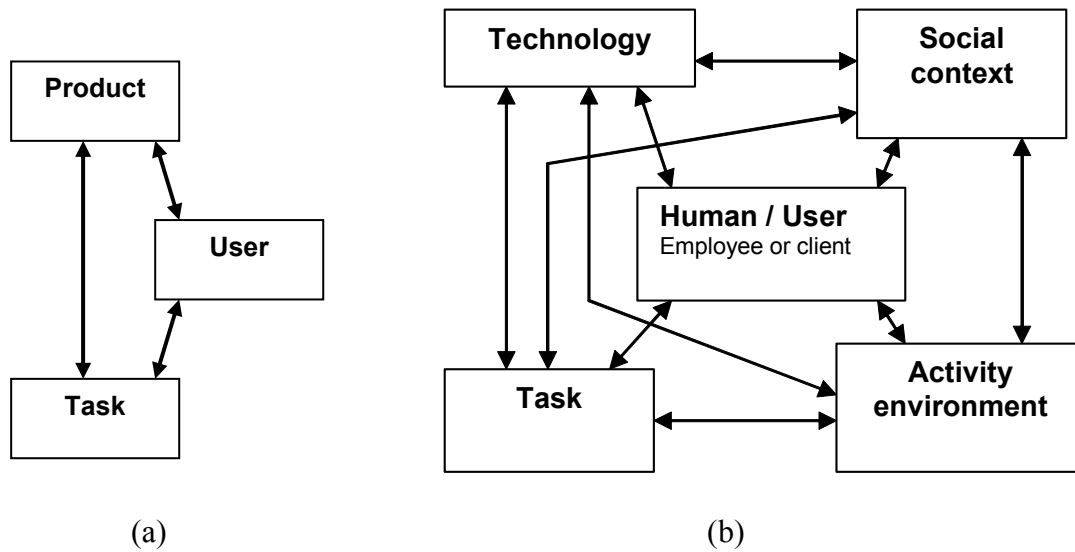 Product
User
Task
(a)
Technology
Social
context
Human / User
Employee or client
Task
Activity
environment
(b)